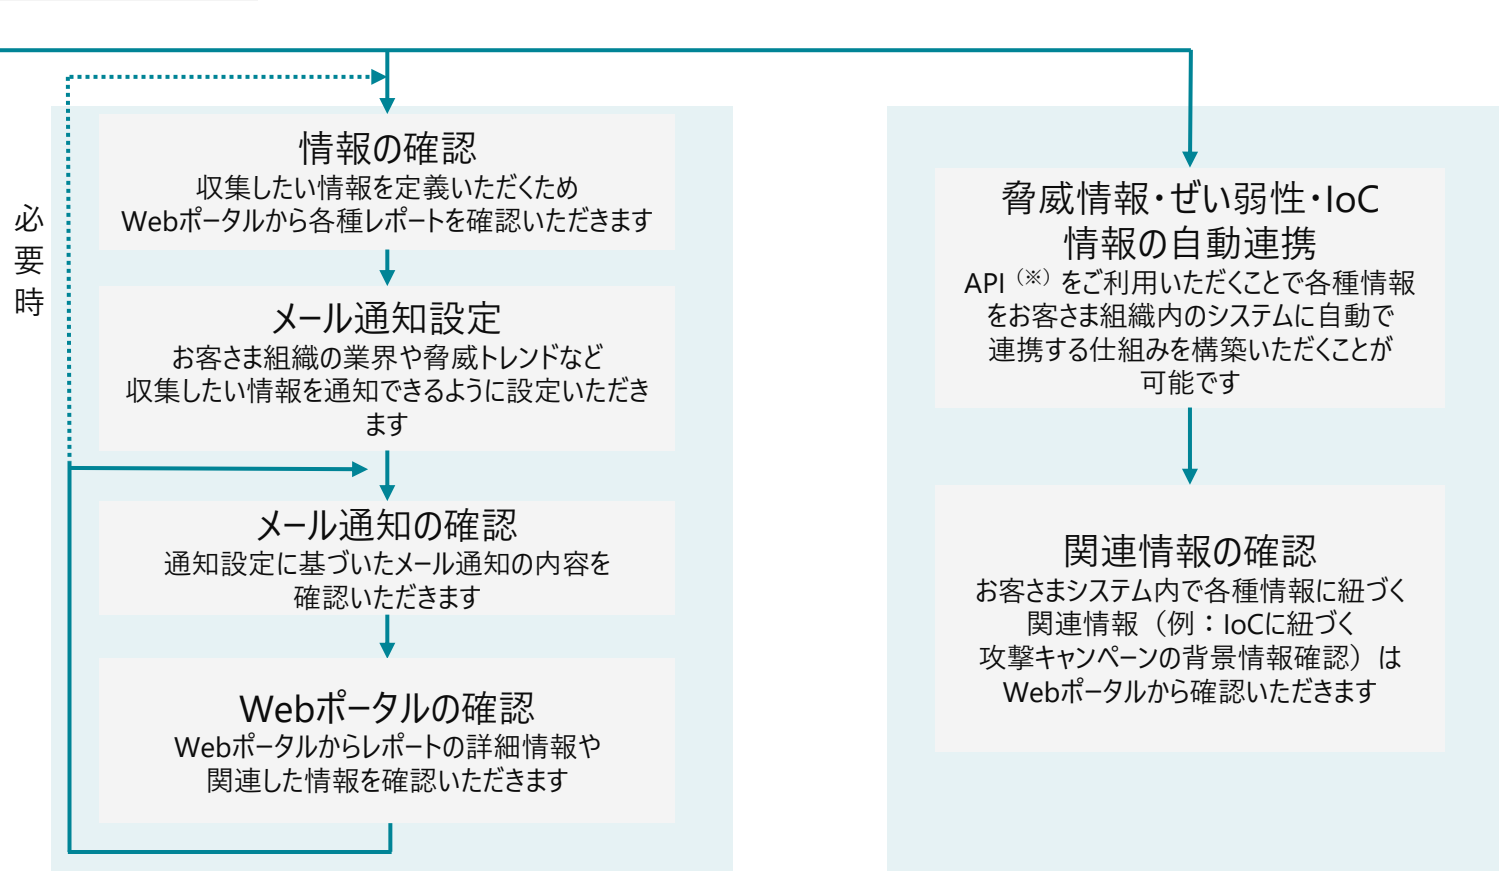 必
要
時
情報の確認
収集したい情報を定義いただくため
Webポータルから各種レポートを確認いただきます
メール通知設定
お客さま組織の業界や脅威トレンドなど
収集したい情報を通知できるように設定いただき
ます
メール通知の確認
通知設定に基づいたメール通知の内容を
確認いただきます
Webポータルの確認
Webポータルからレポートの詳細情報や
関連した情報を確認いただきます
脅威情報・ぜい弱性・IoC
情報の自動連携
API（※）をご利用いただくことで各種情報
をお客さま組織内のシステムに自動で
連携する仕組みを構築いただくことが
可能です
関連情報の確認
お客さまシステム内で各種情報に紐づく
関連情報（例：IoCに紐づく
攻撃キャンペーンの背景情報確認）は
Webポータルから確認いただきます